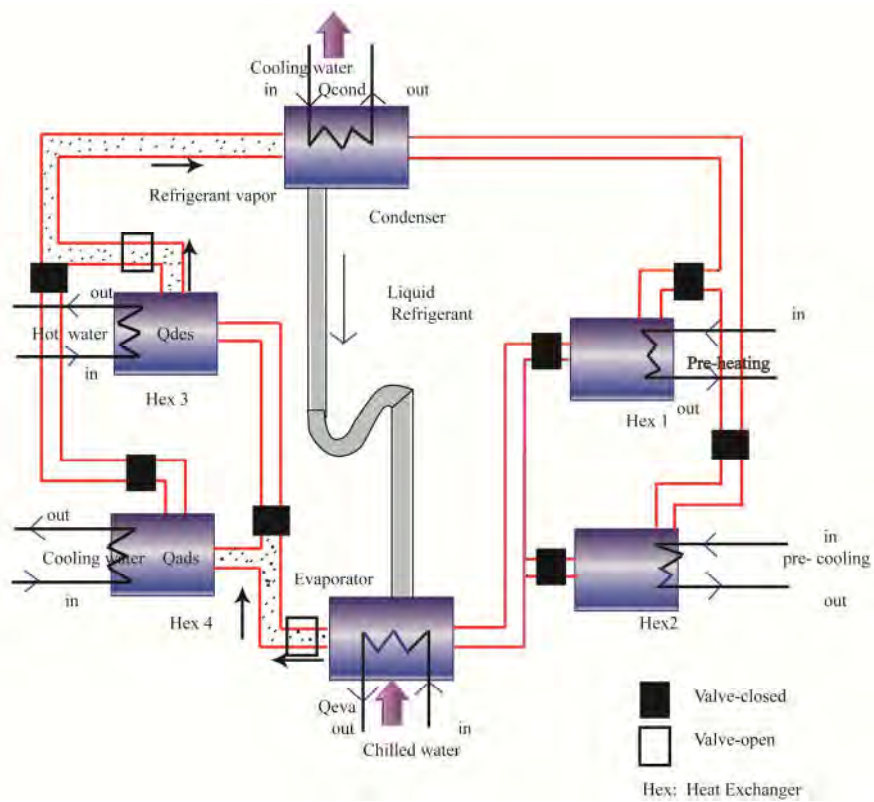 Cooling water
in
Qcond
out
Refrigerant vapor
Condenser
out
Hot water
Qdes
in
Hex 3
Liquid
Refrigerant
in
Pre-heating
out
Hex 1
out
Cooling water
Qads
in
Hex 4
Evaporator
in
pre- cooling
out
Hex2
Qeva
out
in
Chilled water
Valve-closed
Valve-open
Hex: Heat Exchanger